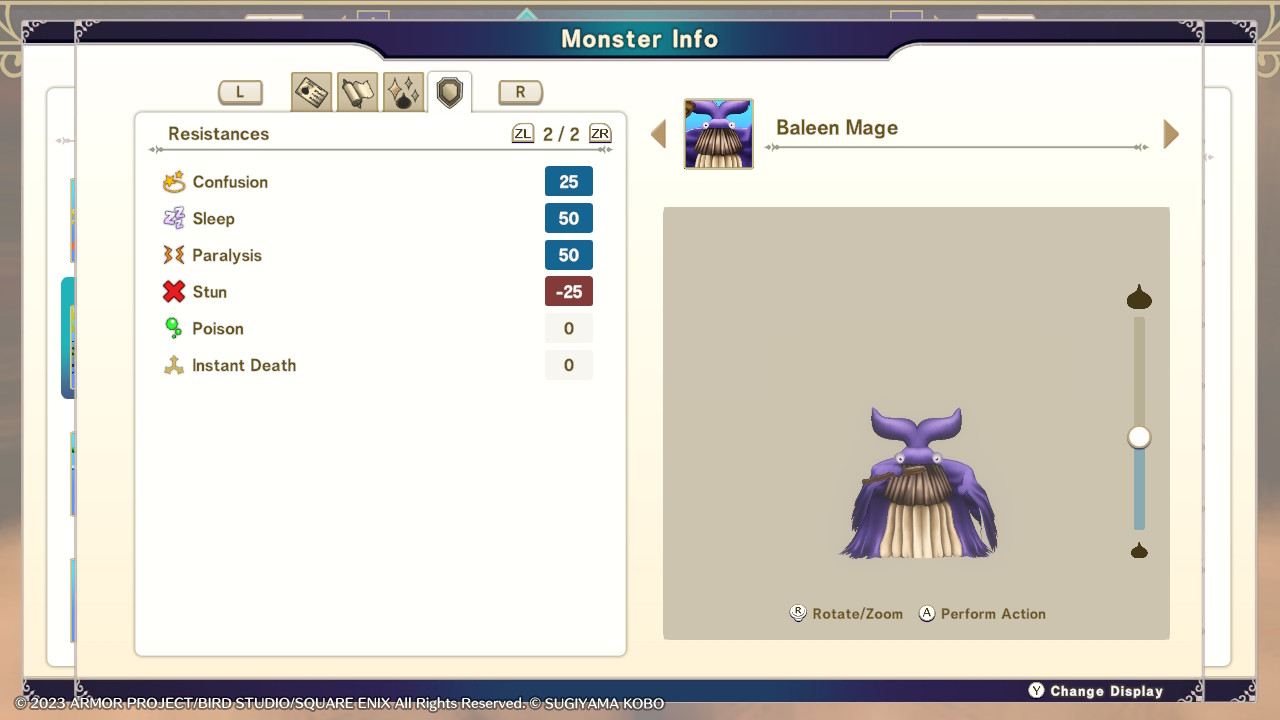 Monster Info
L
R
Resistances
ZL 2 / 2 ZR
Baleen Mage
Confusion 25
Sleep 50
Paralysis 50
Stun -25
Poison 0
Instant Death 0
R Rotate/Zoom A Perform Action
Y Change Display
© 2023 ARMOR PROJECT/BIRD STUDIO/SQUARE ENIX All Rights Reserved. © SUGIYAMA KOBO